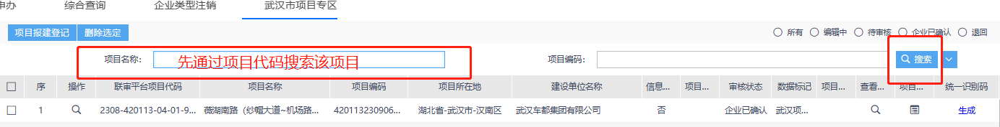 申办 综合查询 企业类型注销 武汉市项目专区
项目报建登记 删除选定 所有 编辑中 待审核 企业已确认 退回
项目名称: 先通过项目代码搜索该项目 项目编码: 搜索
序 操作 联审平台项目代码 项目名称 项目编码 项目所在地 建设单位名称 信息... 项目... 审核状态 数据标记 项目... 查看... 项目... 统一识别码
1 2308-420113-04-01-9... 薇湖南路（纱帽大道~机场路... 420113230906... 湖北省-武汉市-汉南区 武汉车都集团有限公司 否 企业已确认 武汉项... 生成